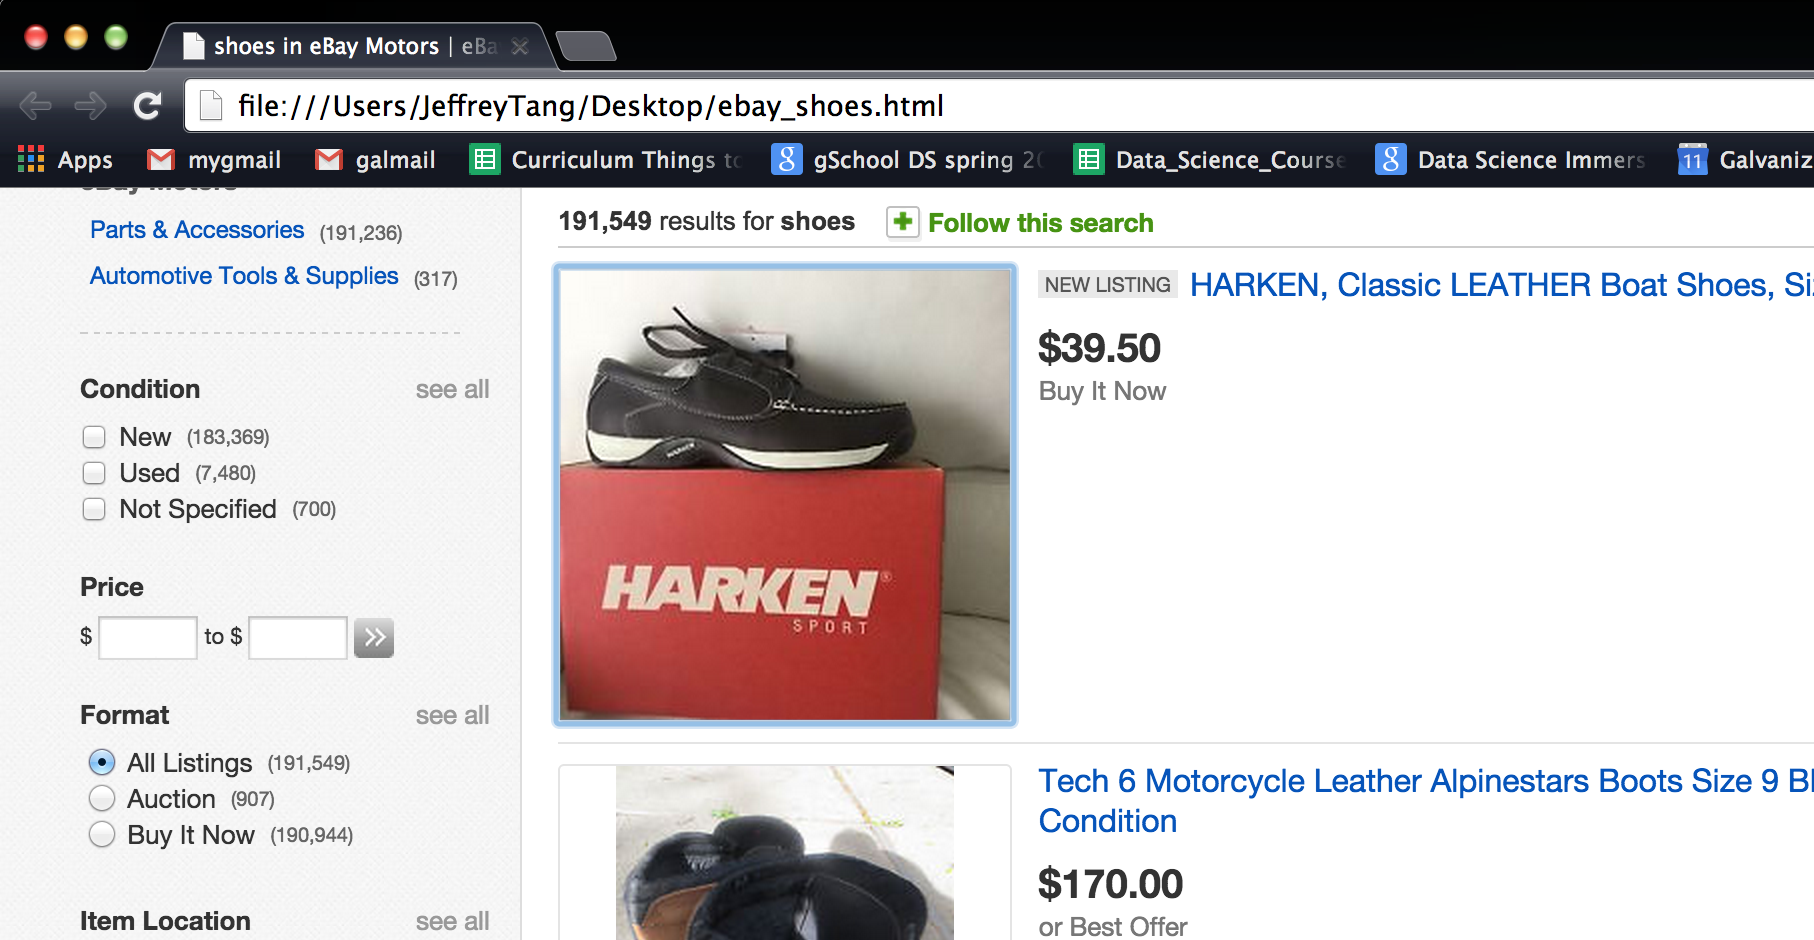 shoes in eBay Motors | eBa
file:///Users/JeffreyTang/Desktop/ebay_shoes.html
Apps mygmail galmail Curriculum Things to gSchool DS spring 20 Data_Science_Course Data Science Immers 11 Galvaniz
eBay Motors
Parts & Accessories (191,236)
Automotive Tools & Supplies (317)
Condition see all
New (183,369)
Used (7,480)
Not Specified (700)
Price
$ to $
Format see all
All Listings (191,549)
Auction (907)
Buy It Now (190,944)
Item Location see all
191,549 results for shoes Follow this search
HARKEN
HARKEN®
SPORT
NEW LISTING HARKEN, Classic LEATHER Boat Shoes, Si
$39.50
Buy It Now
Tech 6 Motorcycle Leather Alpinestars Boots Size 9 Bl
Condition
$170.00
or Best Offer